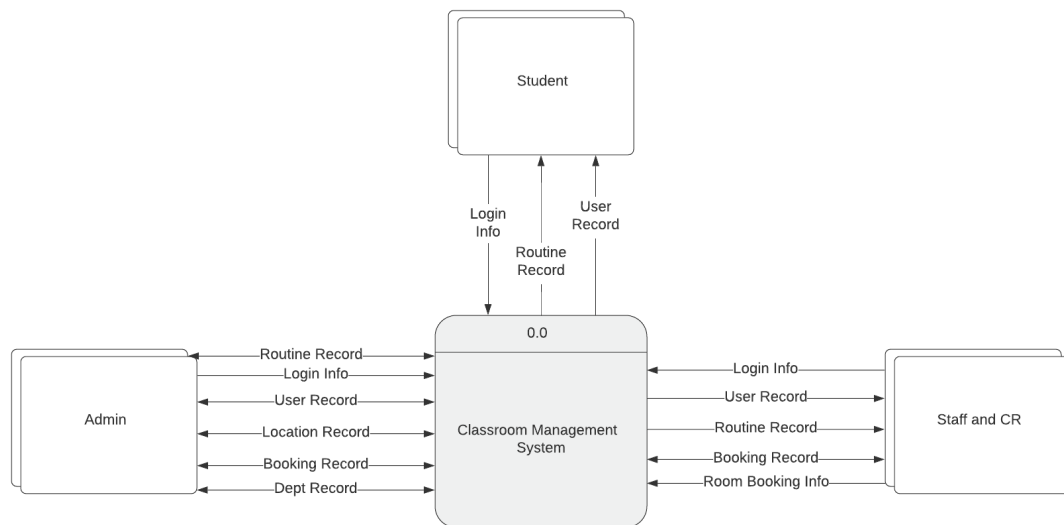 Student
Login
Info
User
Record
Routine
Record
0.0
Classroom Management
System
Admin
Routine Record
Login Info
User Record
Location Record
Booking Record
Dept Record
Login Info
User Record
Routine Record
Booking Record
Room Booking Info
Staff and CR